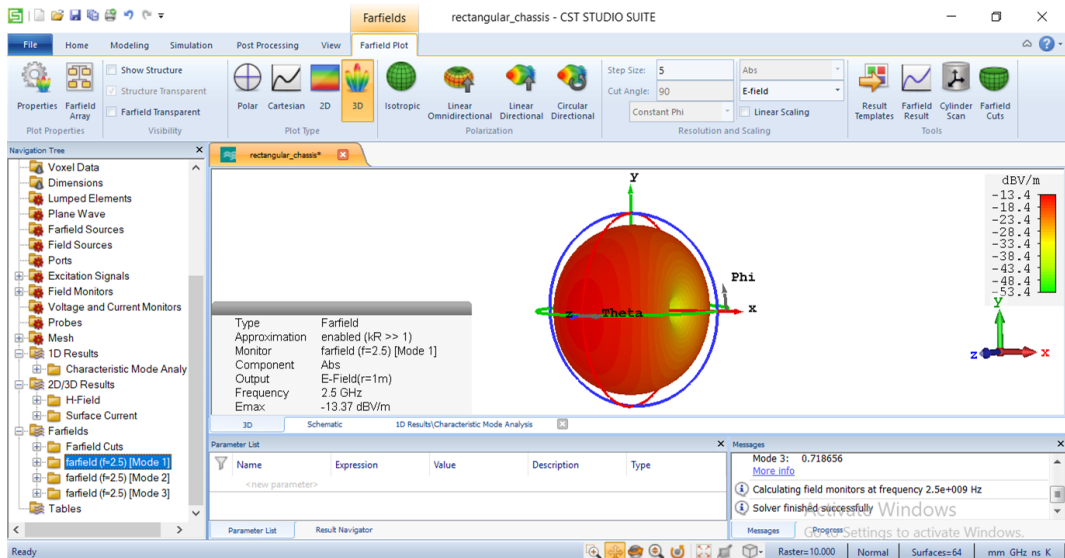 Farfields
rectangular_chassis - CST STUDIO SUITE
File Home Modeling Simulation Post Processing View Farfield Plot
Show Structure
Structure Transparent
Farfield Transparent
Properties Farfield Array
Plot Properties
Visibility
Polar Cartesian 2D 3D
Plot Type
Isotropic Linear Omnidirectional Linear Directional Circular Directional
Polarization
Step Size: 5 Abs
Cut Angle: 90 E-field
Constant Phi Linear Scaling
Resolution and Scaling
Result Templates Farfield Result Cylinder Scan Farfield Cuts
Tools
Navigation Tree
Voxel Data
Dimensions
Lumped Elements
Plane Wave
Farfield Sources
Field Sources
Ports
Excitation Signals
Field Monitors
Voltage and Current Monitors
Probes
Mesh
1D Results
Characteristic Mode Analy
2D/3D Results
H-Field
Surface Current
Farfields
Farfield Cuts
farfield (f=2.5) [Mode 1]
farfield (f=2.5) [Mode 2]
farfield (f=2.5) [Mode 3]
Tables
rectangular_chassis*
y
Phi
x
z
Theta
dBV/m
-13.4
-18.4
-23.4
-28.4
-33.4
-38.4
-43.4
-48.4
-53.4
y
z
x
Type Farfield
Approximation enabled (kR >> 1)
Monitor farfield (f=2.5) [Mode 1]
Component Abs
Output E-Field(r=1m)
Frequency 2.5 GHz
Emax -13.37 dBV/m
3D Schematic 1D Results\Characteristic Mode Analysis
Parameter List
Name Expression Value Description Type
<new parameter>
Parameter List Result Navigator
Messages
Mode 3: 0.718656
More info
Calculating field monitors at frequency 2.5e+009 Hz
Solver finished successfully
Messages Progress
Activate Windows
Go to Settings to activate Windows.
Ready
Raster=10.000 Normal Surfaces=64 mm GHz ns K